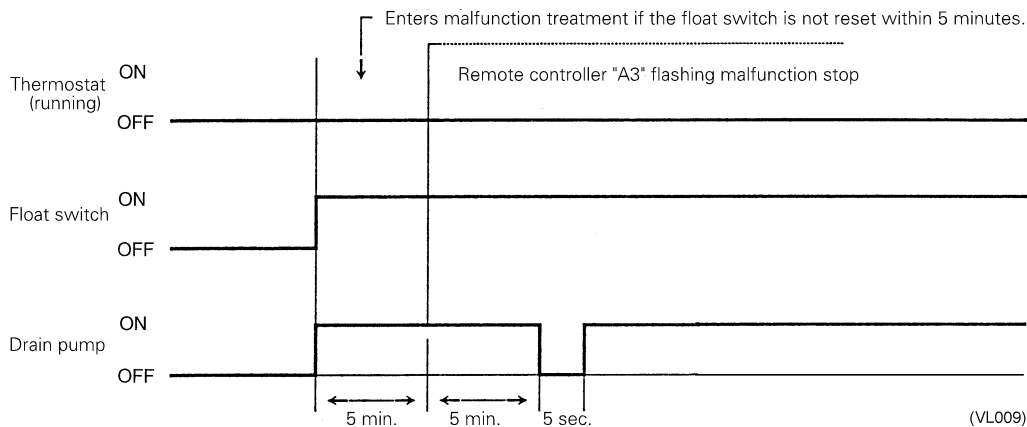 Enters malfunction treatment if the float switch is not reset within 5 minutes.
Remote controller "A3" flashing malfunction stop
Thermostat
(running)
ON
OFF
Float switch
ON
OFF
Drain pump
ON
OFF
5 min.
5 min.
5 sec.
(VL009)